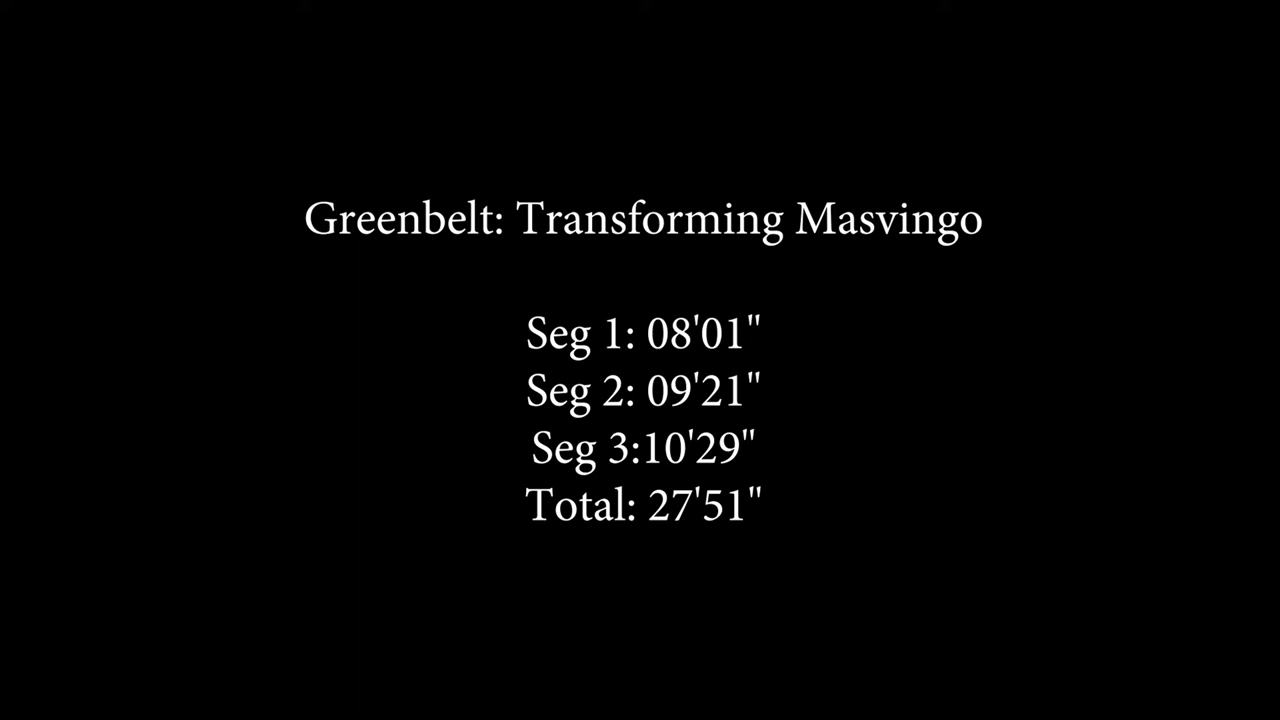 Greenbelt: Transforming Masvingo
Seg 1: 08'01"
Seg 2: 09'21"
Seg 3:10'29"
Total: 27'51"